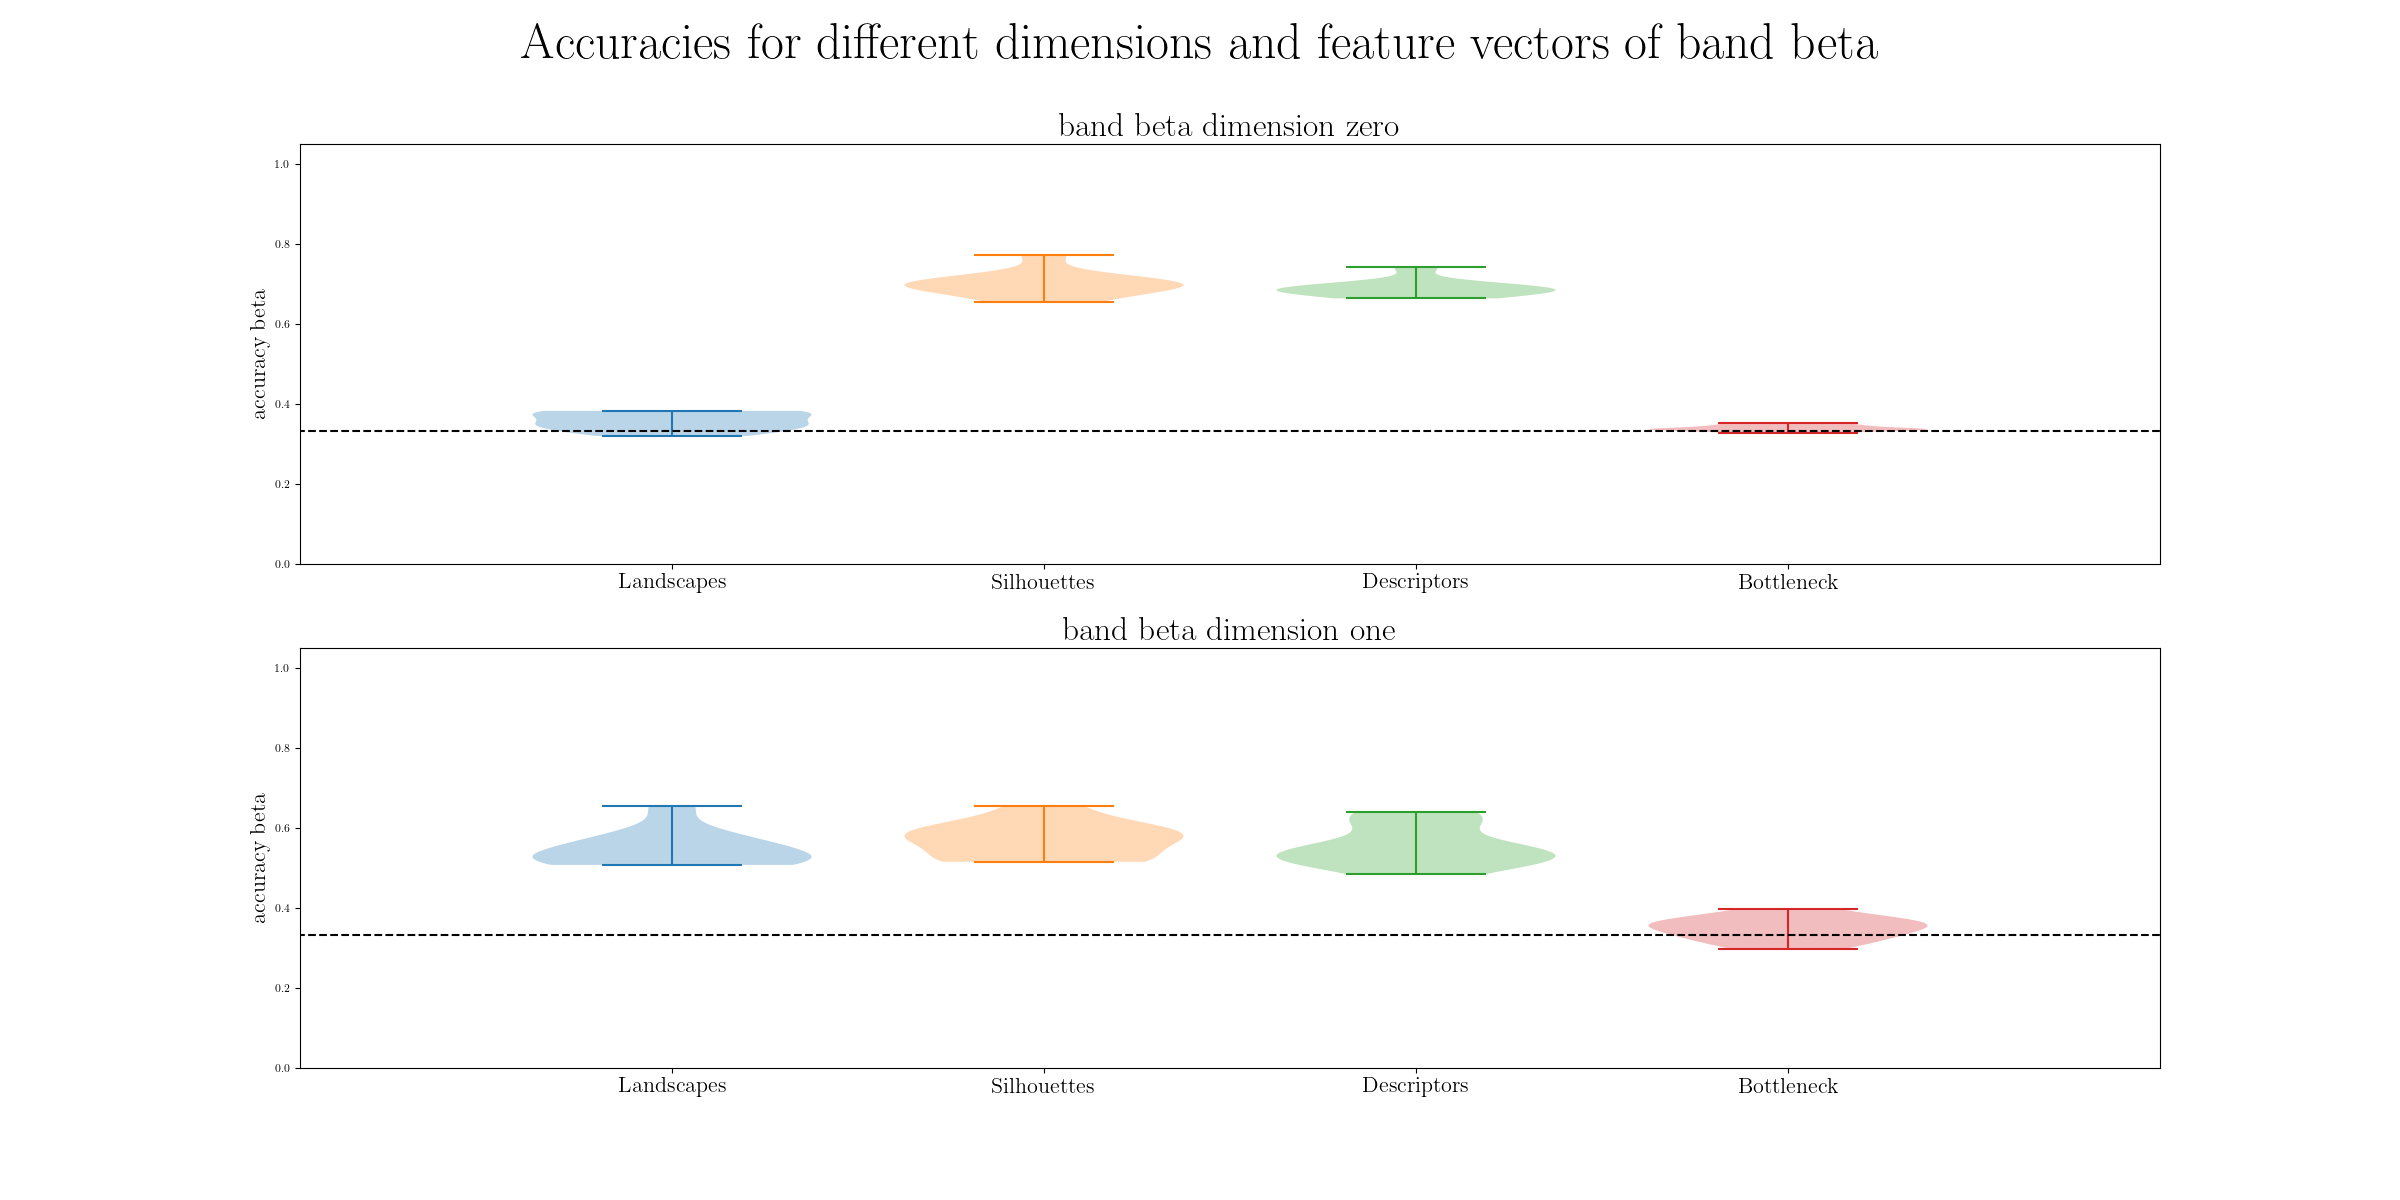 Accuracies for different dimensions and feature vectors of band beta
band beta dimension zero
1.0
0.8
0.6
0.4
0.2
0.0
accuracy beta
Landscapes Silhouettes Descriptors Bottleneck
band beta dimension one
1.0
0.8
0.6
0.4
0.2
0.0
accuracy beta
Landscapes Silhouettes Descriptors Bottleneck